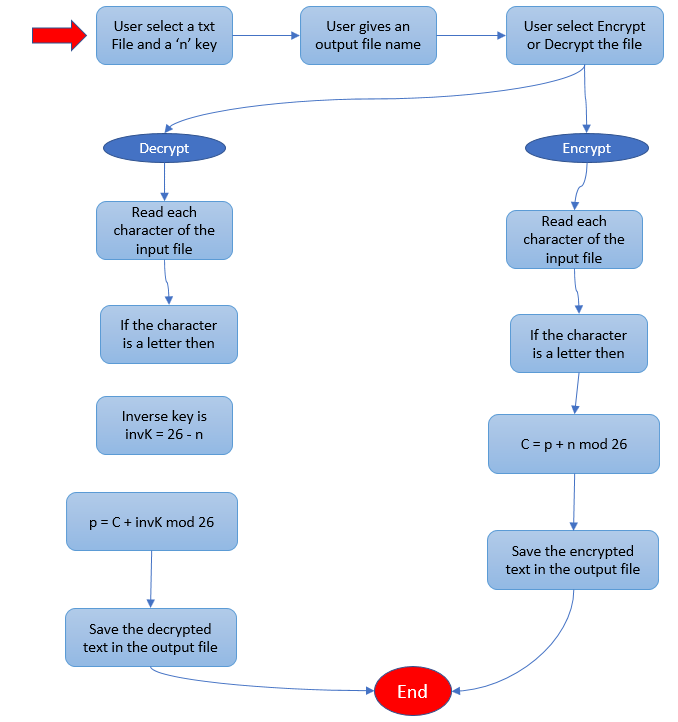 User select a txt
File and a ‘n’ key
User gives an
output file name
User select Encrypt
or Decrypt the file
Decrypt
Encrypt
Read each
character of the
input file
Read each
character of the
input file
If the character
is a letter then
If the character
is a letter then
Inverse key is
invK = 26 - n
C = p + n mod 26
p = C + invK mod 26
Save the encrypted
text in the output file
Save the decrypted
text in the output file
End